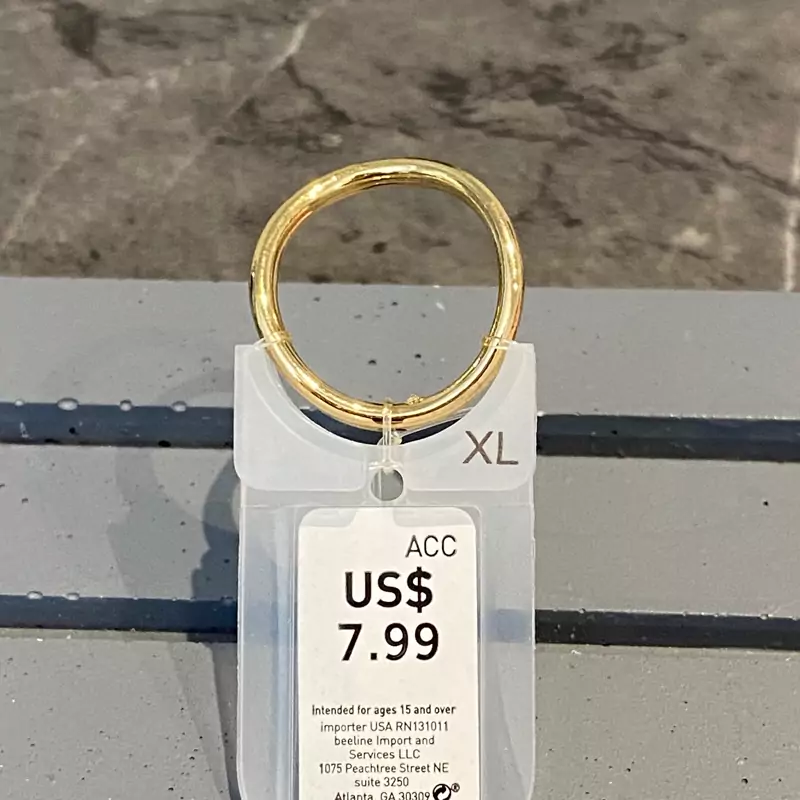 XL
ACC
US$
7.99
Intended for ages 15 and over
importer USA RN131011
beeline Import and
Services LLC
1075 Peachtree Street NE
suite 3250
Atlanta, GA 30309